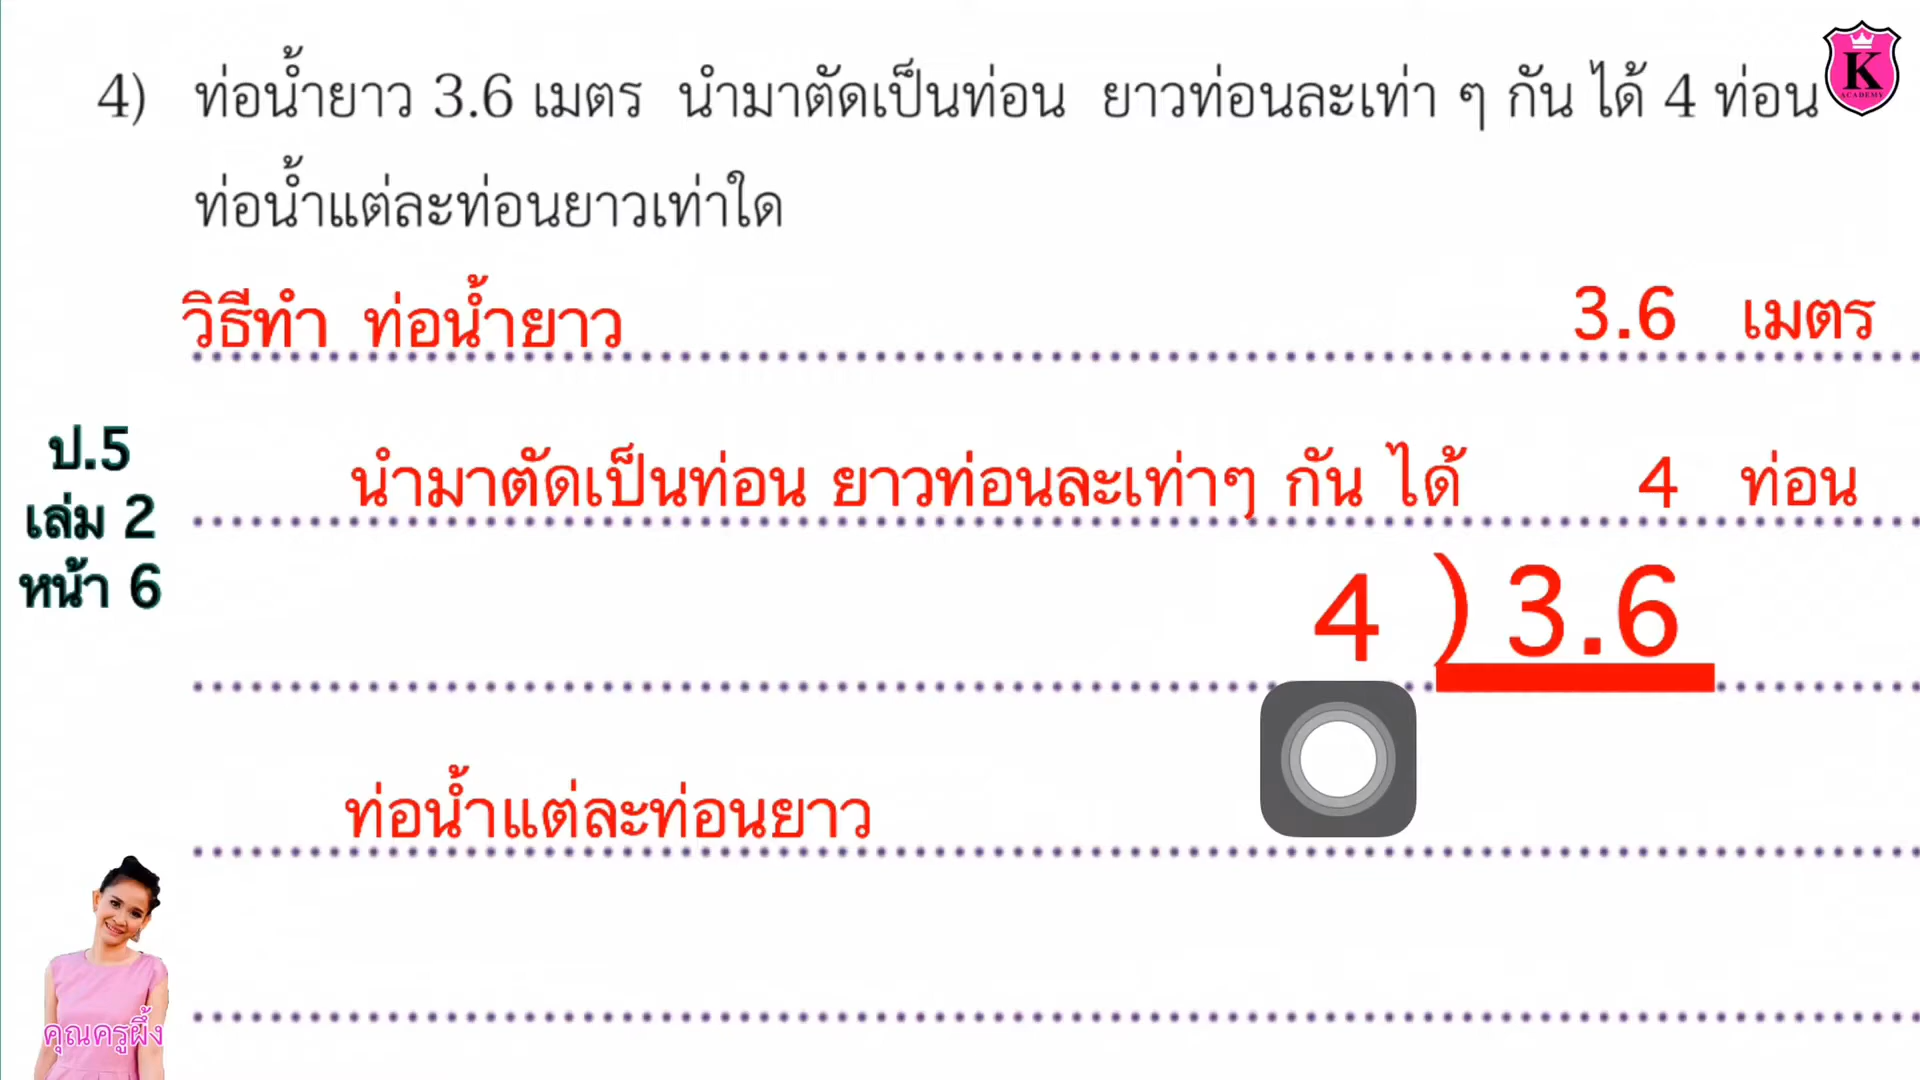 4) ท่อน้ำยาว 3.6 เมตร นำมาตัดเป็นท่อน ยาวท่อนละเท่า ๆ กัน ได้ 4 ท่อน
ท่อน้ำแต่ละท่อนยาวเท่าใด
วิธีทำ ท่อน้ำยาว 3.6 เมตร
นำมาตัดเป็นท่อน ยาวท่อนละเท่าๆ กัน ได้ 4 ท่อน
4 ) 3.6
ท่อน้ำแต่ละท่อนยาว
ป.5
เล่ม 2
หน้า 6
คุณครูผึ้ง
K
ACADEMY